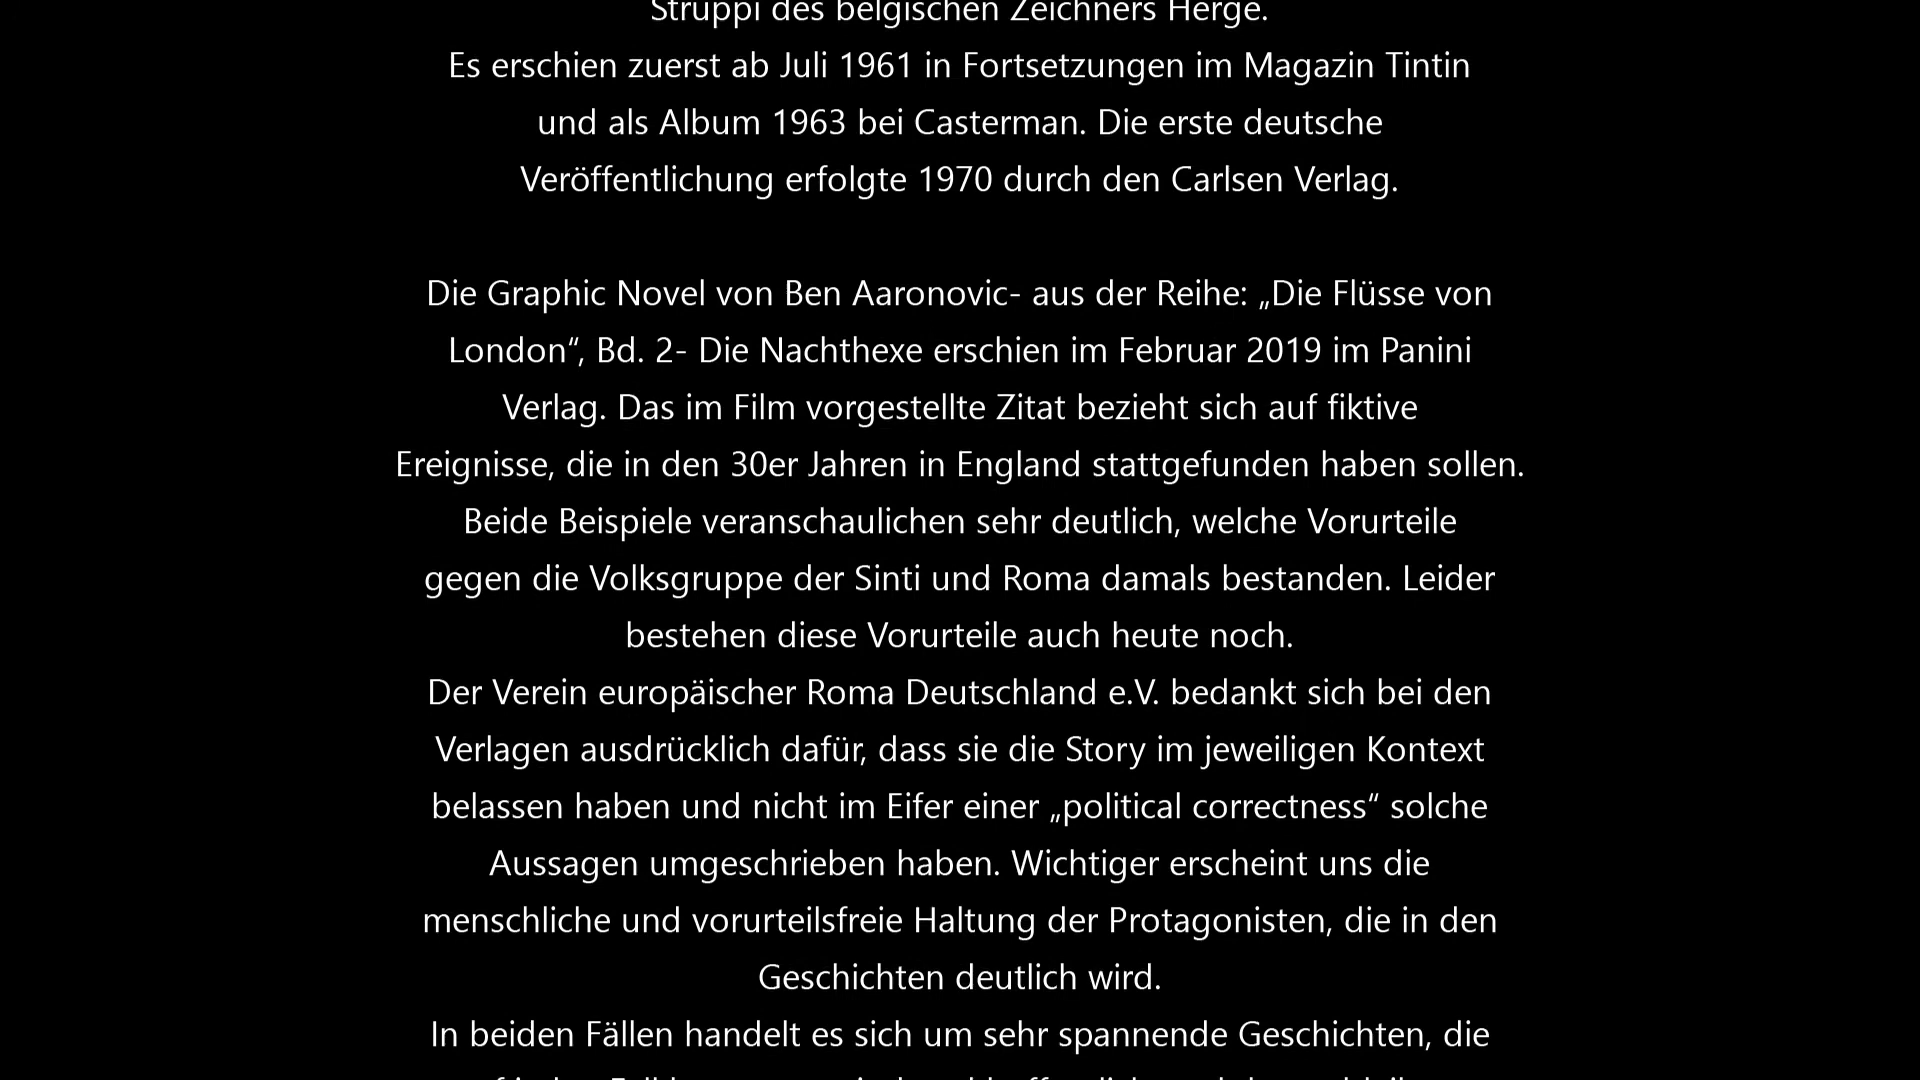 Struppi des belgischen Zeichners Hergé.
Es erschien zuerst ab Juli 1961 in Fortsetzungen im Magazin Tintin
und als Album 1963 bei Casterman. Die erste deutsche
Veröffentlichung erfolgte 1970 durch den Carlsen Verlag.
Die Graphic Novel von Ben Aaronovic- aus der Reihe: „Die Flüsse von
London“, Bd. 2- Die Nachthexe erschien im Februar 2019 im Panini
Verlag. Das im Film vorgestellte Zitat bezieht sich auf fiktive
Ereignisse, die in den 30er Jahren in England stattgefunden haben sollen.
Beide Beispiele veranschaulichen sehr deutlich, welche Vorurteile
gegen die Volksgruppe der Sinti und Roma damals bestanden. Leider
bestehen diese Vorurteile auch heute noch.
Der Verein europäischer Roma Deutschland e.V. bedankt sich bei den
Verlagen ausdrücklich dafür, dass sie die Story im jeweiligen Kontext
belassen haben und nicht im Eifer einer „political correctness“ solche
Aussagen umgeschrieben haben. Wichtiger erscheint uns die
menschliche und vorurteilsfreie Haltung der Protagonisten, die in den
Geschichten deutlich wird.
In beiden Fällen handelt es sich um sehr spannende Geschichten, die